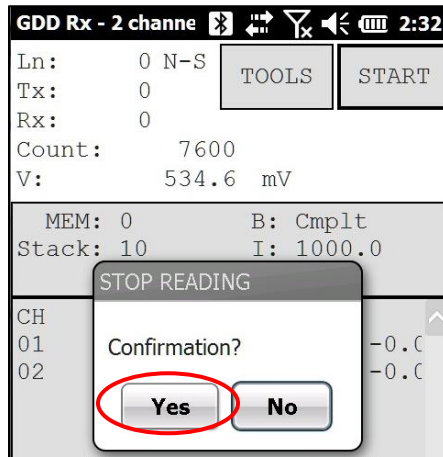 GDD Rx - 2 channe 2:32
Ln: 0 N-S
TOOLS START
Tx: 0
Rx: 0
Count: 7600
V: 534.6 mV
MEM: 0 B: Cmplt
Stack: 10 I: 1000.0
STOP READING
CH
01 -0.0
02 -0.0
Confirmation?
Yes No